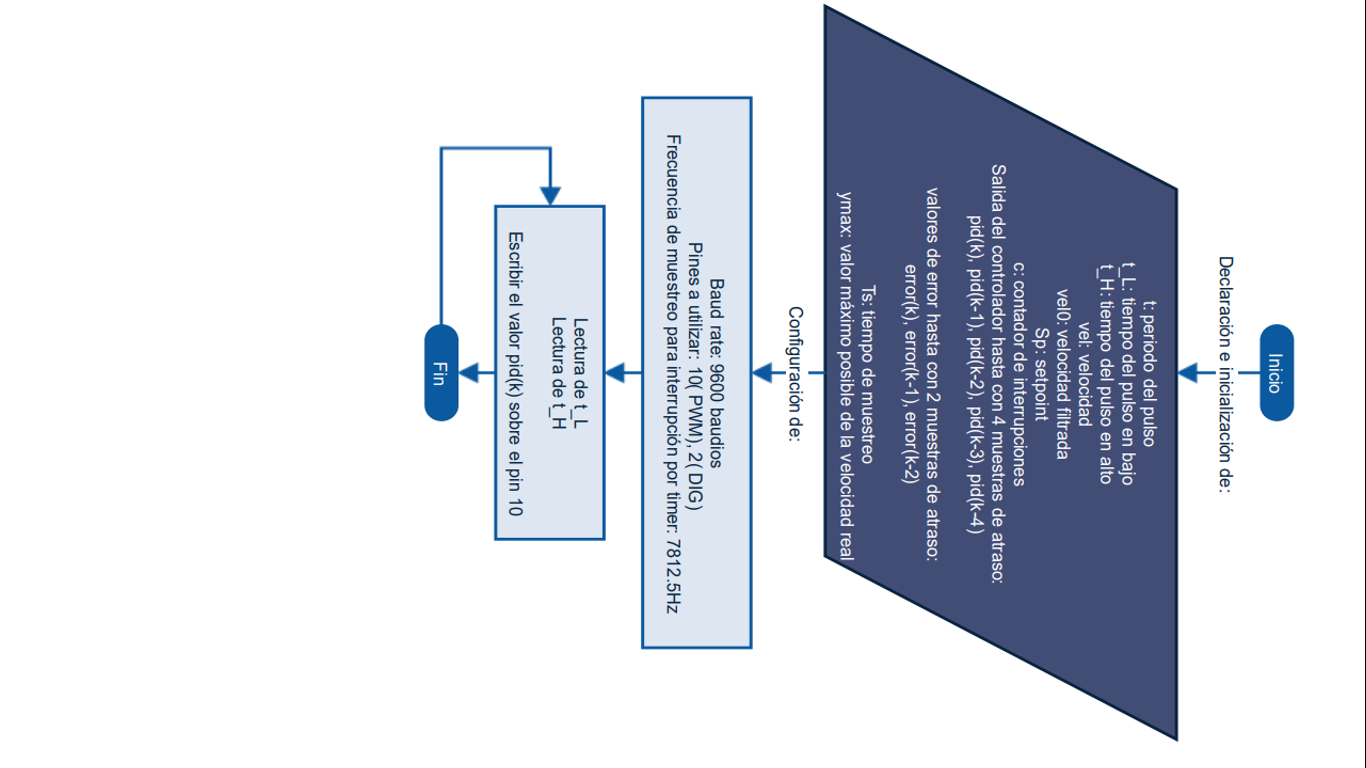 Inicio
Declaración e inicialización de:
t: periodo del pulso
t_L: tiempo del pulso en bajo
t_H: tiempo del pulso en alto
vel: velocidad
vel0: velocidad filtrada
Sp: setpoint
c: contador de interrupciones
Salida del controlador hasta con 4 muestras de atraso:
pid(k), pid(k-1), pid(k-2), pid(k-3), pid(k-4)
valores de error hasta con 2 muestras de atraso:
error(k), error(k-1), error(k-2)
Ts: tiempo de muestreo
ymax: valor máximo posible de la velocidad real
Configuración de:
Baud rate: 9600 baudios
Pines a utilizar: 10( PWM), 2( DIG)
Frecuencia de muestreo para interrupción por timer: 7812.5Hz
Lectura de t_L
Lectura de t_H
Escribir el valor pid(k) sobre el pin 10
Fin